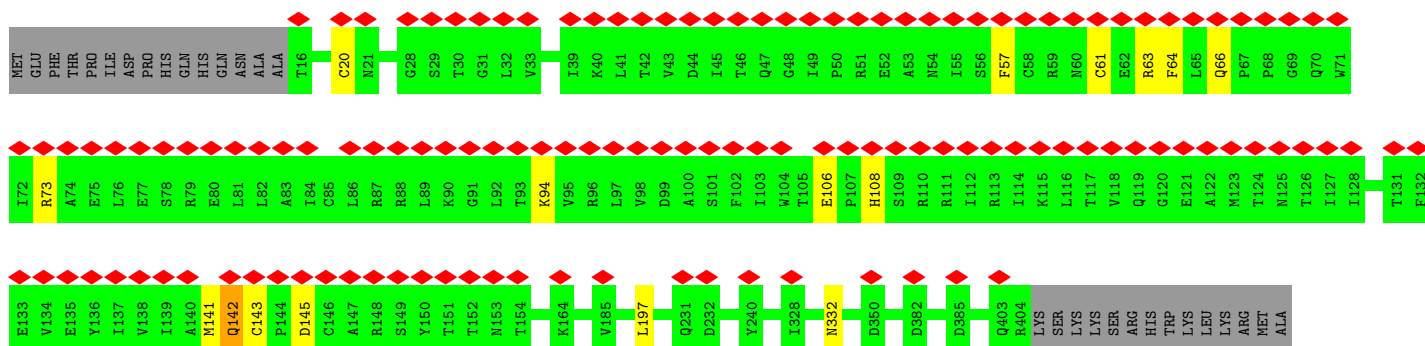 MET GLU PHE THR PRO ILE ASP PRO HIS GLN HIS GLN ASN ALA ALA T16 C20 N21 G28 S29 T30 G31 L32 V33 I39 K40 L41 T42 V43 D44 I45 T46 Q47 G48 I49 P50 R51 E52 A53 N54 I55 S56 F57 C58 R59 N60 C61 E62 R63 F64 L65 Q66 P67 P68 G69 Q70 W71
I72 R73 A74 E75 L76 E77 S78 R79 E80 L81 L82 A83 I84 C85 L86 R87 R88 L89 K90 G91 L92 T93 K94 V95 R96 L97 V98 D99 A100 S101 F102 I103 W104 T105 E106 P107 H108 S109 R110 R111 I112 R113 I114 K115 L116 T117 V118 Q119 G120 E121 A122 M123 T124 N125 T126 I127 I128 T131 F132
E133 V134 E135 Y136 I137 V138 I139 A140 M141 Q142 C143 P144 D145 C146 A147 R148 S149 Y150 T151 T152 N153 T154 K164 V185 L197 Q231 D232 Y240 I328 N332 D350 D382 D385 Q403 R404 LYS SER LYS LYS SER ARG HIS TRP LYS LEU LYS ARG MET ALA